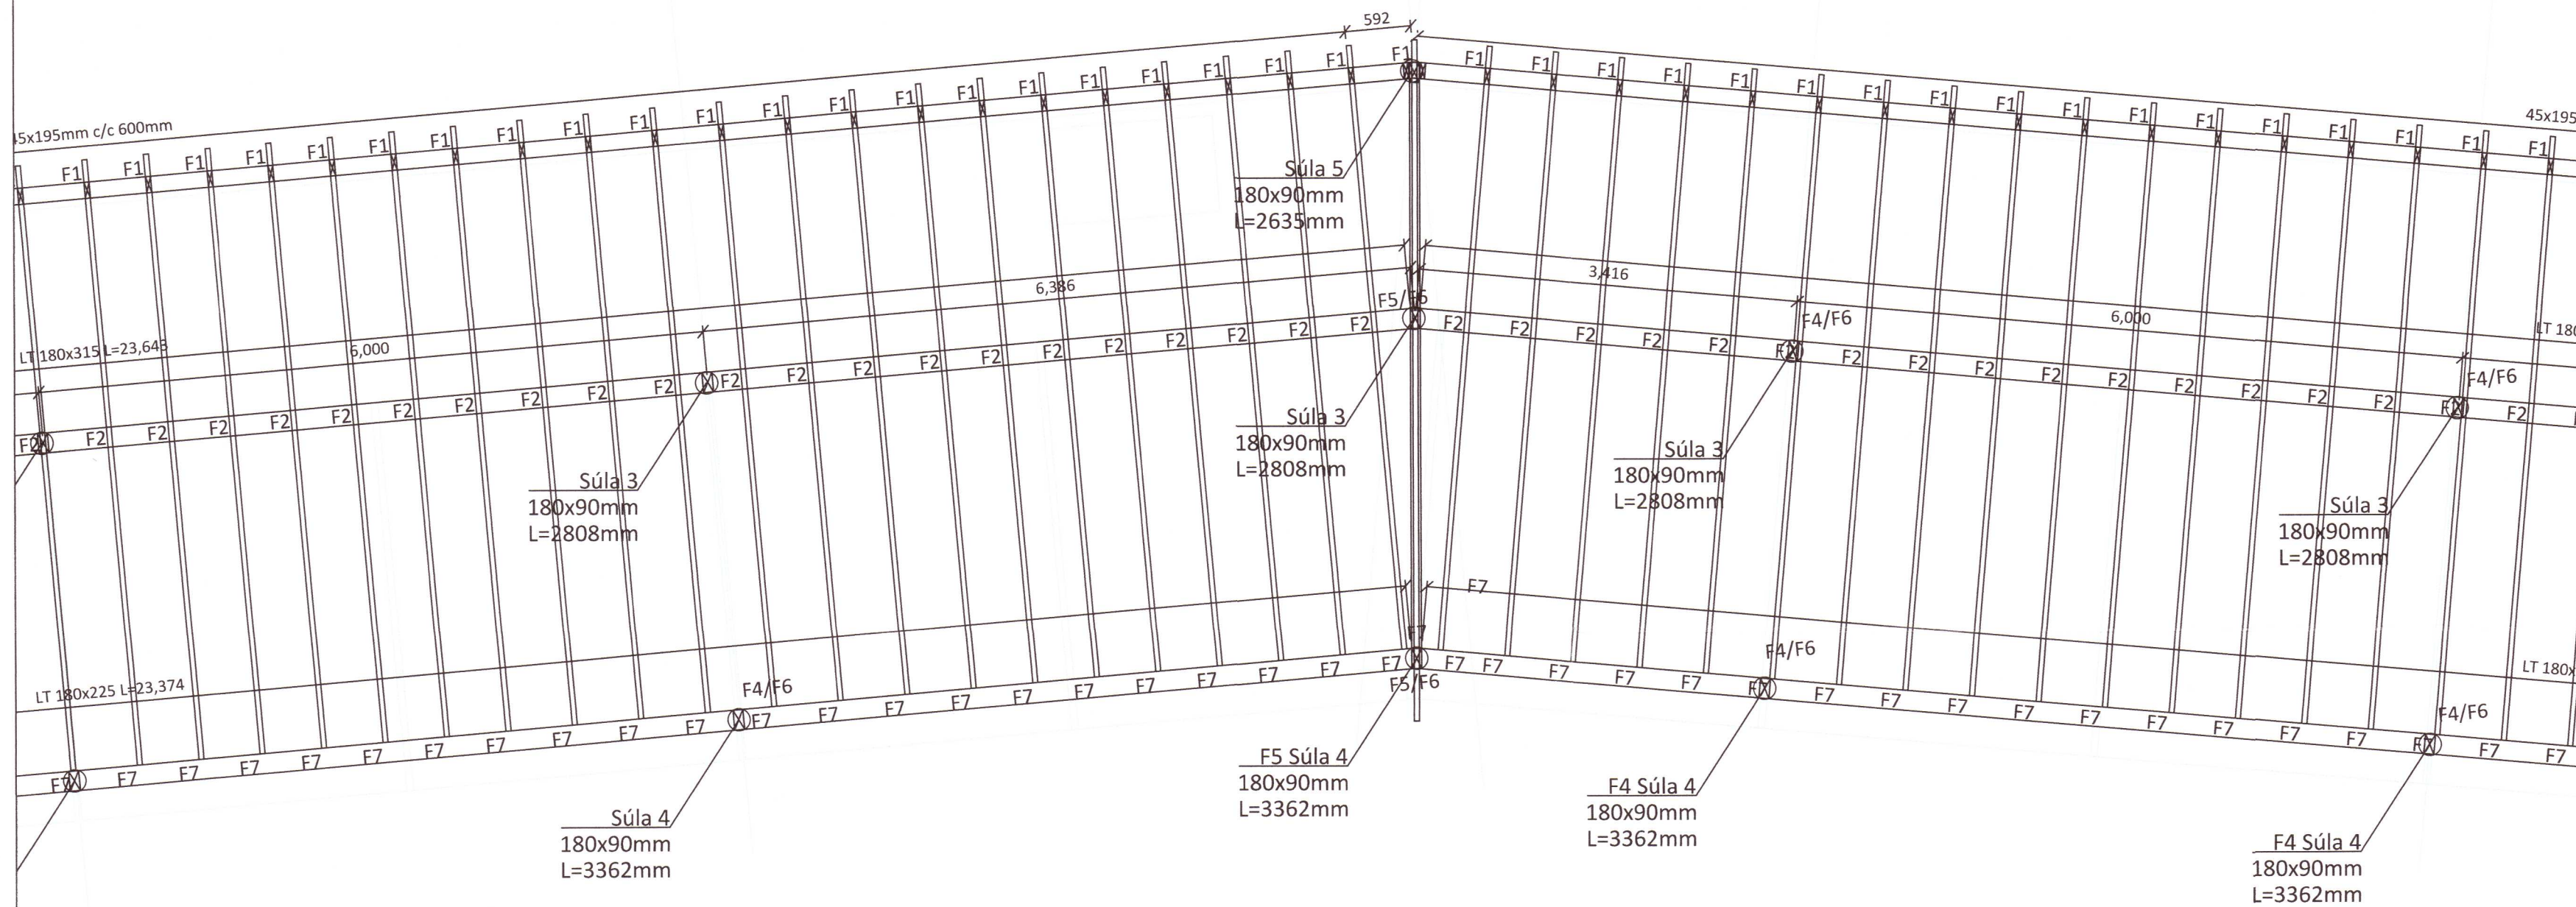 592
45x195mm c/c 600mm
F1 F1 F1 F1 F1 F1 F1 F1 F1 F1 F1 F1 F1 F1 F1 F1 F1 F1 F1 F1 F1 F1
F1 F1 F1 F1 F1 F1 F1 F1 F1 F1 F1 F1 F1 F1 F1 F1 F1
45x195
Súla 5
180x90mm
L=2635mm
6,386
3,416
LT 180x315 L=23,643
6,000
6,000
LT 180
F5/F6
F4/F6
F4/F6
F2 F2 F2 F2 F2 F2 F2 F2 F2 F2 F2 F2 F2 F2 F2 F2 F2 F2 F2 F2 F2 F2
F2 F2 F2 F2 F2 F2 F2 F2 F2 F2 F2 F2 F2 F2 F2 F2 F2
Súla 3
180x90mm
L=2808mm
Súla 3
180x90mm
L=2808mm
Súla 3
180x90mm
L=2808mm
Súla 3
180x90mm
L=2808mm
F7
F7
LT 180x225 L=23,374
LT 180x
F4/F6
F5/F6
F4/F6
F4/F6
F7 F7 F7 F7 F7 F7 F7 F7 F7 F7 F7 F7 F7 F7 F7 F7 F7 F7 F7 F7 F7 F7
F7 F7 F7 F7 F7 F7 F7 F7 F7 F7 F7 F7 F7 F7 F7 F7 F7 F7
Súla 4
180x90mm
L=3362mm
F5 Súla 4
180x90mm
L=3362mm
F4 Súla 4
180x90mm
L=3362mm
F4 Súla 4
180x90mm
L=3362mm